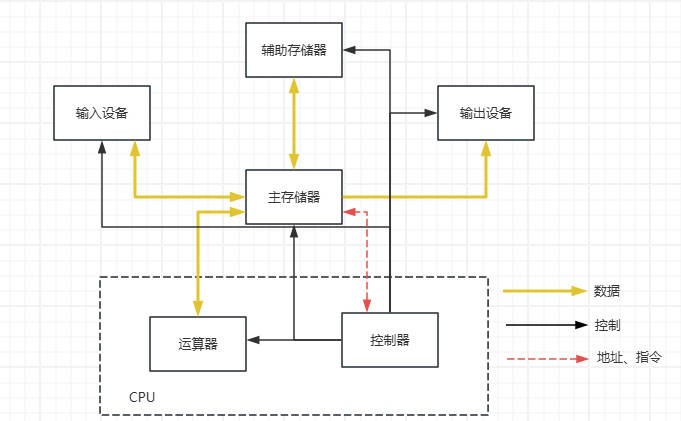 辅助存储器
输入设备
输出设备
主存储器
数据
控制
运算器
控制器
地址、指令
CPU